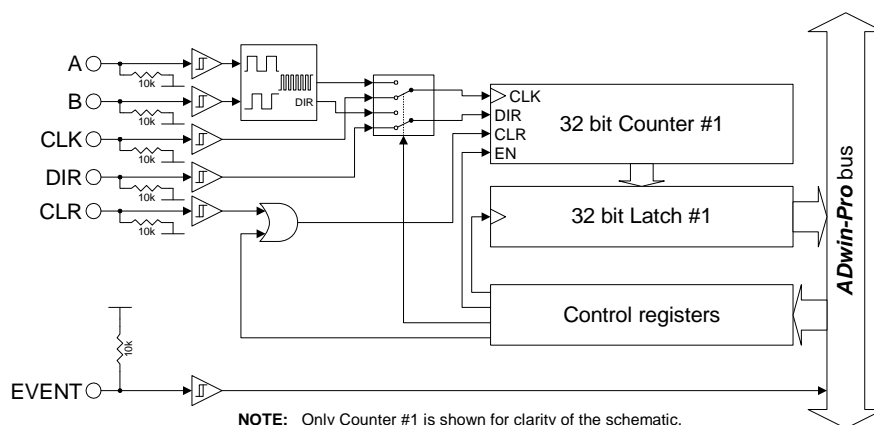 A
10k
B
10k
DIR
CLK
10k
DIR
10k
CLR
10k
CLK
DIR
CLR
EN
32 bit Counter #1
32 bit Latch #1
Control registers
ADwin-Pro bus
10k
EVENT
NOTE: Only Counter #1 is shown for clarity of the schematic.